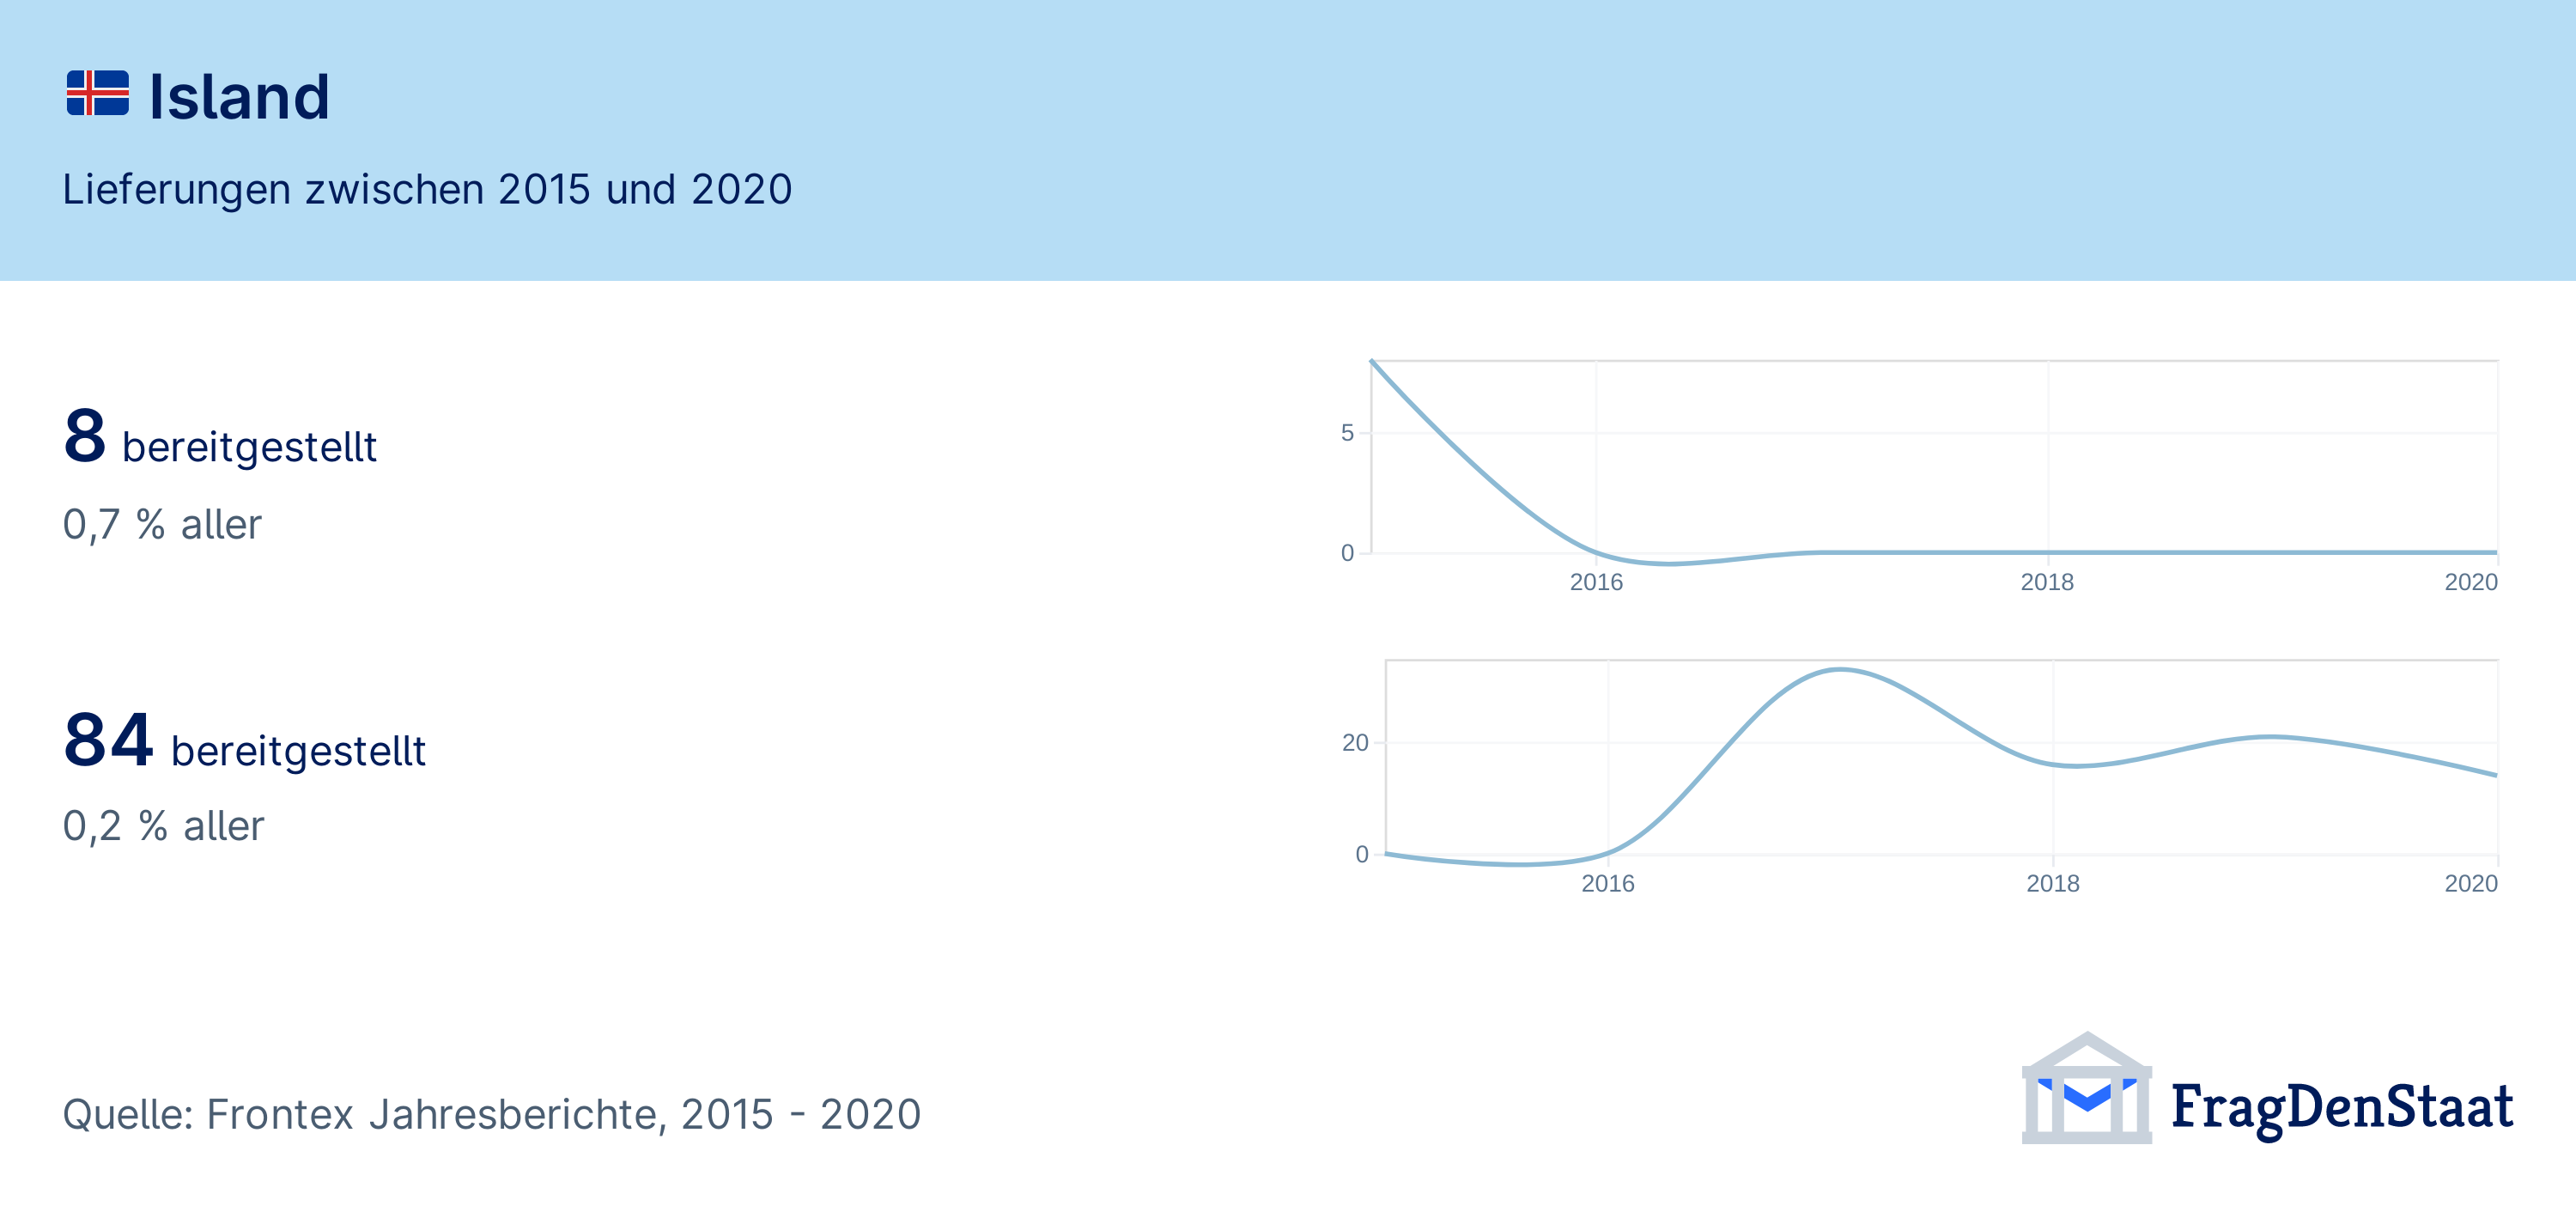 Island
Lieferungen zwischen 2015 und 2020
8 bereitgestellt
0,7 % aller
5
0
2016 2018 2020
84 bereitgestellt
0,2 % aller
20
0
2016 2018 2020
Quelle: Frontex Jahresberichte, 2015 - 2020
FragDenStaat